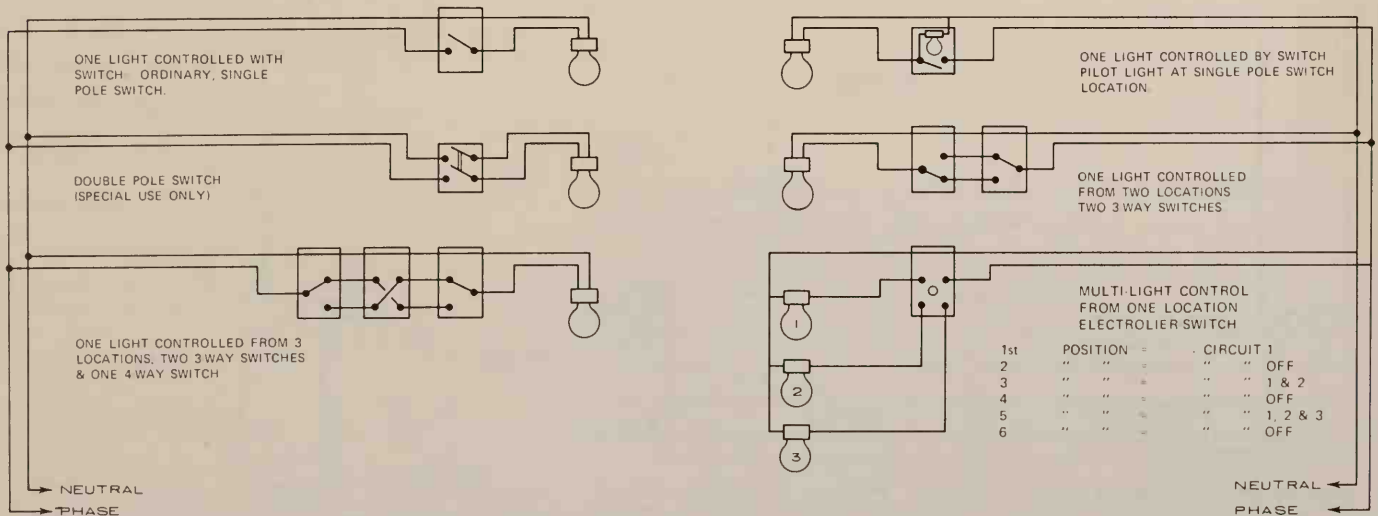 ONE LIGHT CONTROLLED WITH
SWITCH ORDINARY, SINGLE
POLE SWITCH.
DOUBLE POLE SWITCH
(SPECIAL USE ONLY)
ONE LIGHT CONTROLLED FROM 3
LOCATIONS, TWO 3 WAY SWITCHES
& ONE 4 WAY SWITCH
NEUTRAL
PHASE
ONE LIGHT CONTROLLED BY SWITCH
PILOT LIGHT AT SINGLE POLE SWITCH
LOCATION
ONE LIGHT CONTROLLED
FROM TWO LOCATIONS
TWO 3 WAY SWITCHES
MULTI-LIGHT CONTROL
FROM ONE LOCATION
ELECTROLIER SWITCH
1
2
3
1st POSITION = CIRCUIT 1
2 " " = " " OFF
3 " " = " " 1 & 2
4 " " = " " OFF
5 " " = " " 1, 2 & 3
6 " " = " " OFF
NEUTRAL
PHASE